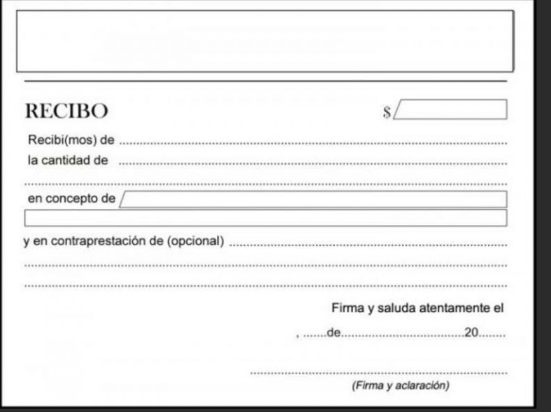 RECIBO $
Recibi(mos) de ........................................
la cantidad de ........................................
........................................
en concepto de
y en contraprestación de (opcional) ........................................
........................................
........................................
Firma y saluda atentamente el
, .......de...............................20........
........................................
(Firma y aclaración)